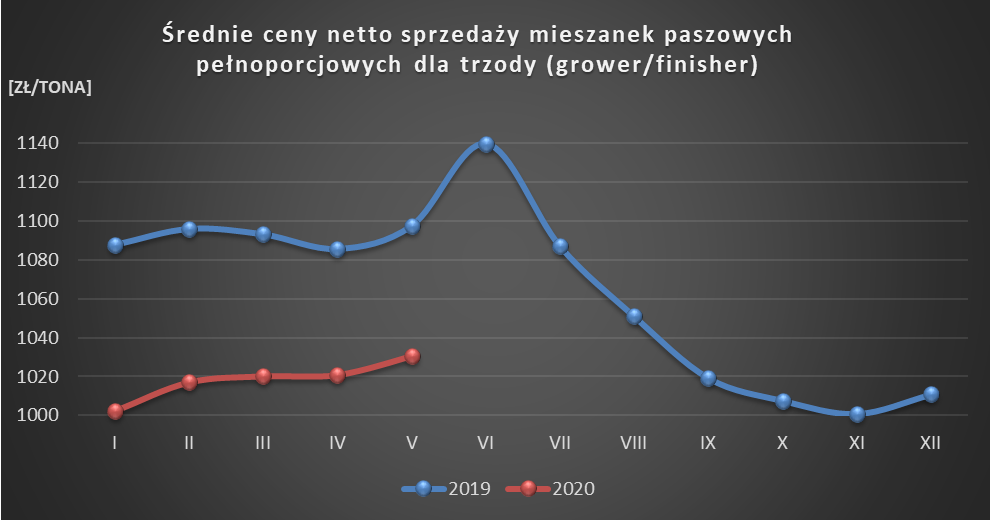 Średnie ceny netto sprzedaży mieszanek paszowych
pełnoporcjowych dla trzody (grower/finisher)
[ZŁ/TONA]
1140
1120
1100
1080
1060
1040
1020
1000
I II III IV V VI VII VIII IX X XI XII
2019 2020